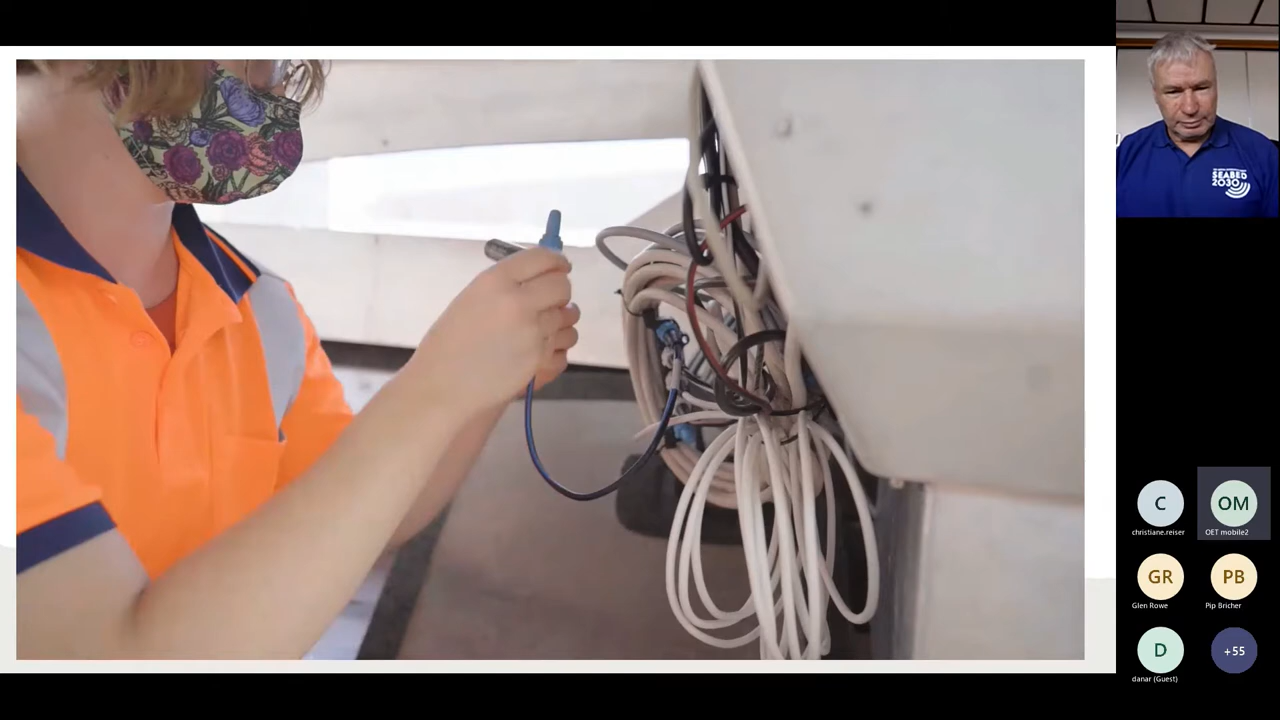 SEABED
2030
C
OM
christiane.reiser
OET mobile2
GR
PB
Glen Rowe
Pip Bricher
D
+55
danar (Guest)